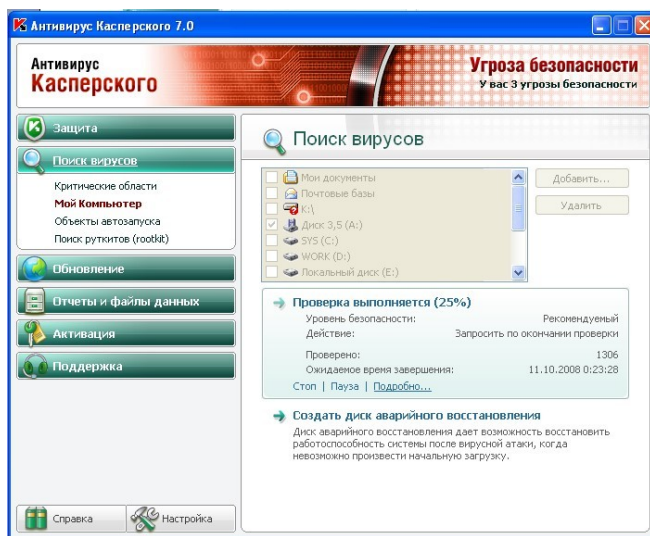 Антивирус Касперского 7.0
Антивирус
Касперского
Угроза безопасности
У вас 3 угрозы безопасности
Защита
Поиск вирусов
Критические области
Мой Компьютер
Объекты автозапуска
Поиск руткитов (rootkit)
Обновление
Отчеты и файлы данных
Активация
Поддержка
Справка
Настройка
Поиск вирусов
Мои документы
Почтовые базы
K:\
Диск 3,5 (A:)
SYS (C:)
WORK (D:)
Локальный диск (E:)
Добавить...
Удалить
Проверка выполняется (25%)
Уровень безопасности: Рекомендуемый
Действие: Запросить по окончании проверки
Проверено: 1306
Ожидаемое время завершения: 11.10.2008 0:23:28
Стоп | Пауза | Подробно...
Создать диск аварийного восстановления
Диск аварийного восстановления дает возможность восстановить
работоспособность системы после вирусной атаки, когда
невозможно произвести начальную загрузку.